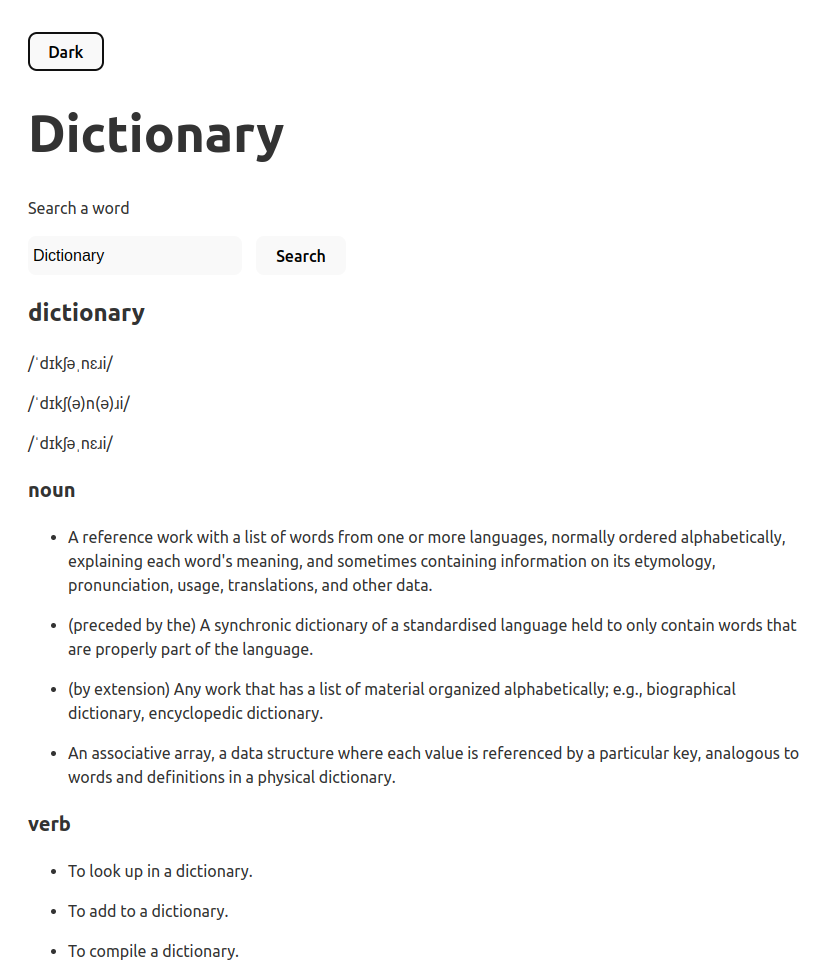 Dark
Dictionary
Search a word
Dictionary
Search
dictionary
/ˈdɪkʃəˌnɛɹi/
/ˈdɪkʃ(ə)n(ə)ɹi/
/ˈdɪkʃəˌnɛɹi/
noun
• A reference work with a list of words from one or more languages, normally ordered alphabetically,
explaining each word's meaning, and sometimes containing information on its etymology,
pronunciation, usage, translations, and other data.
• (preceded by the) A synchronic dictionary of a standardised language held to only contain words that
are properly part of the language.
• (by extension) Any work that has a list of material organized alphabetically; e.g., biographical
dictionary, encyclopedic dictionary.
• An associative array, a data structure where each value is referenced by a particular key, analogous to
words and definitions in a physical dictionary.
verb
• To look up in a dictionary.
• To add to a dictionary.
• To compile a dictionary.